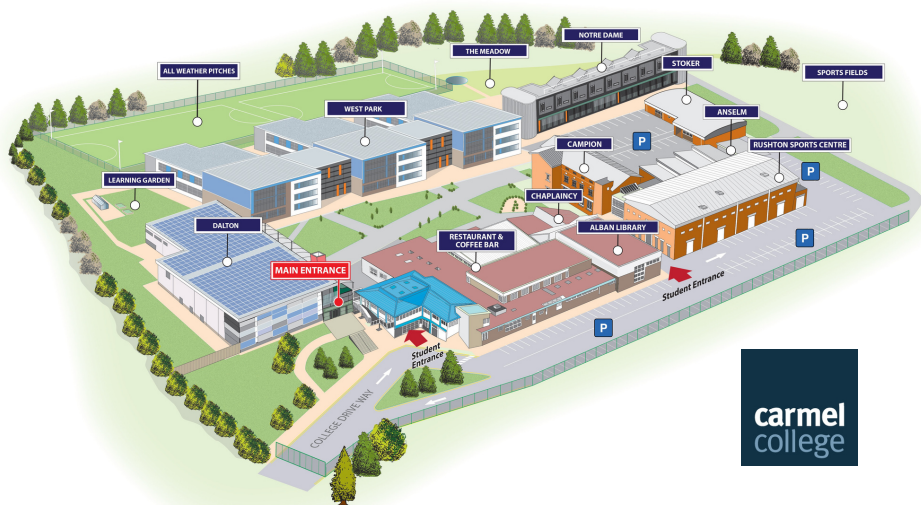 NOTRE DAME
THE MEADOW
STOKER
ALL WEATHER PITCHES
SPORTS FIELDS
WEST PARK
ANSELM
P
CAMPION
RUSHTON SPORTS CENTRE
P
LEARNING GARDEN
CHAPLAINCY
DALTON
RESTAURANT &
COFFEE BAR
ALBAN LIBRARY
P
MAIN ENTRANCE
Student Entrance
P
Student
Entrance
COLLEGE DRIVE WAY
carmel
college